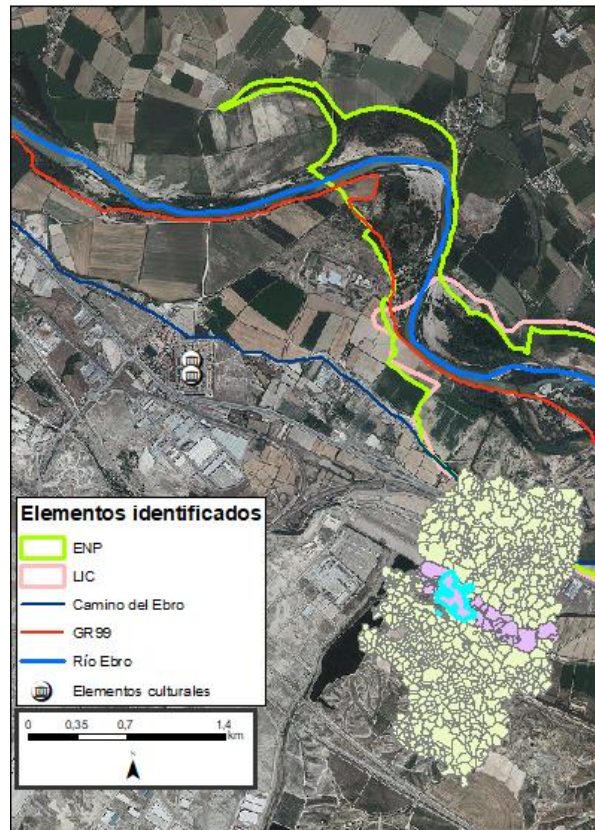 Elementos identificados
ENP
LIC
Camino del Ebro
GR 99
Río Ebro
Elementos culturales
0 0,35 0,7 1,4
km
N